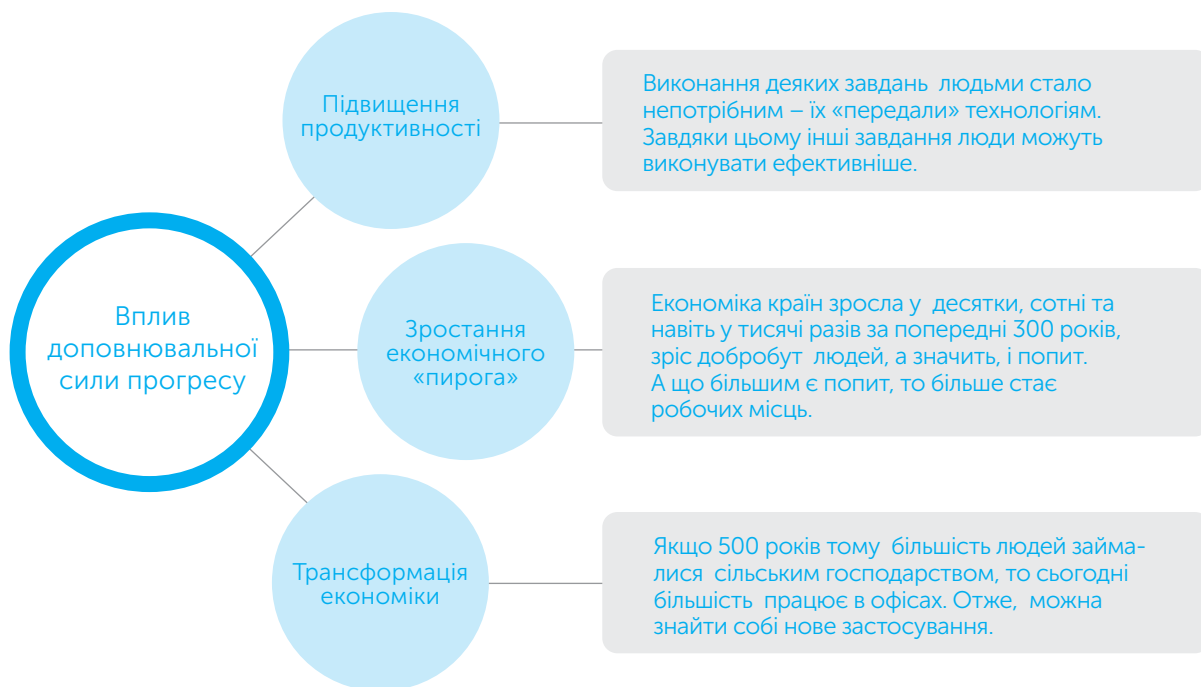 Вплив
доповнювальної
сили прогресу
Підвищення
продуктивності
Виконання деяких завдань людьми стало
непотрібним – їх «передали» технологіям.
Завдяки цьому інші завдання люди можуть
виконувати ефективніше.
Зростання
економічного
«пирога»
Економіка країн зросла у десятки, сотні та
навіть у тисячі разів за попередні 300 років,
зріс добробут людей, а значить, і попит.
А що більшим є попит, то більше стає
робочих місць.
Трансформація
економіки
Якщо 500 років тому більшість людей займа-
лися сільським господарством, то сьогодні
більшість працює в офісах. Отже, можна
знайти собі нове застосування.